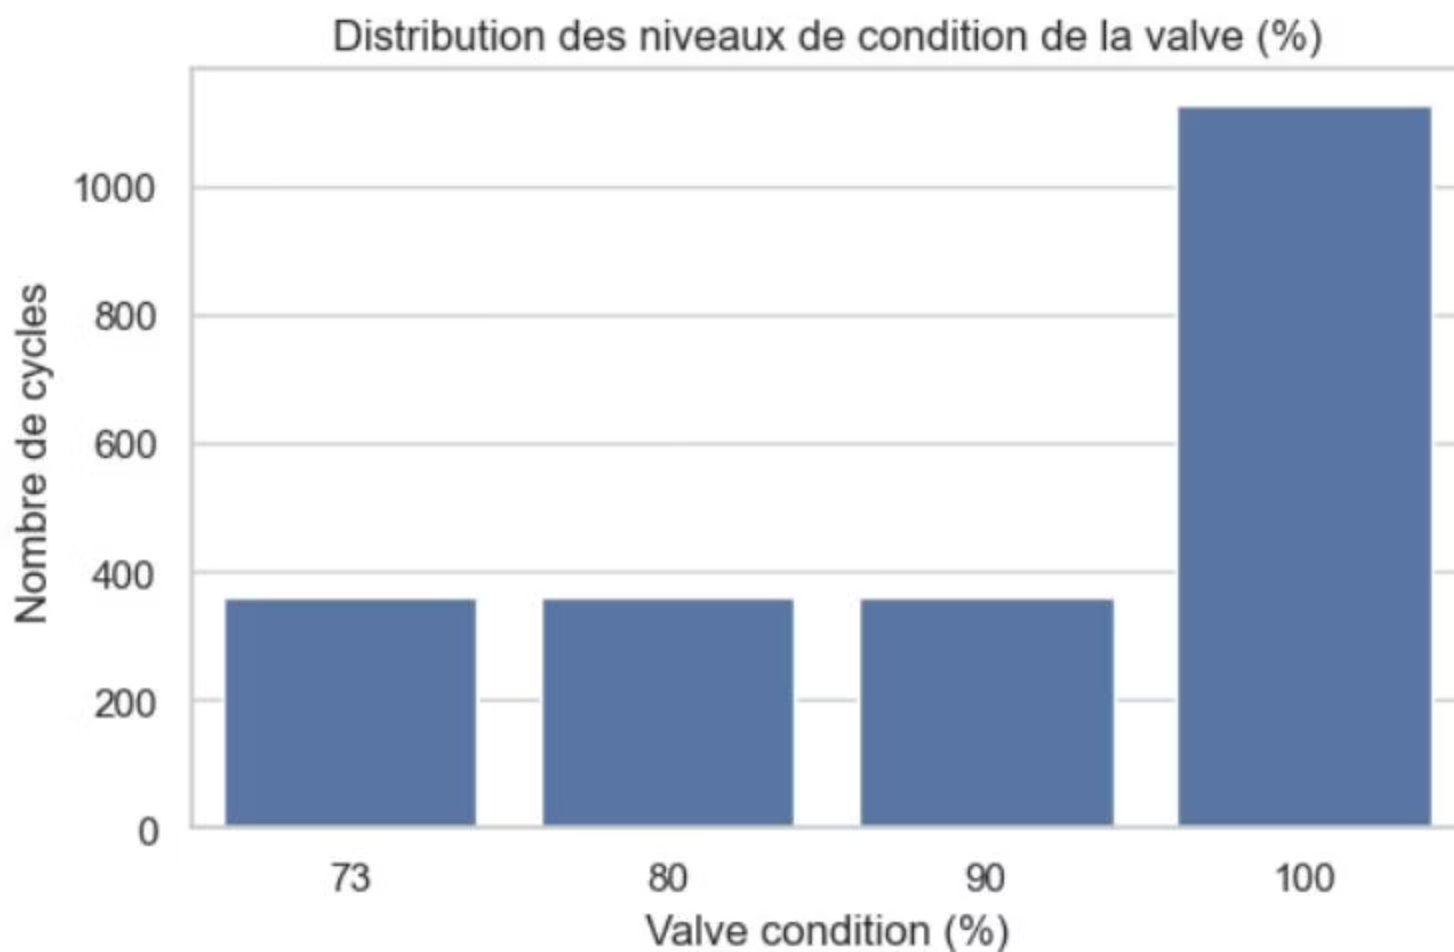 Distribution des niveaux de condition de la valve (%)
Nombre de cycles
1000
800
600
400
200
0
73 80 90 100
Valve condition (%)